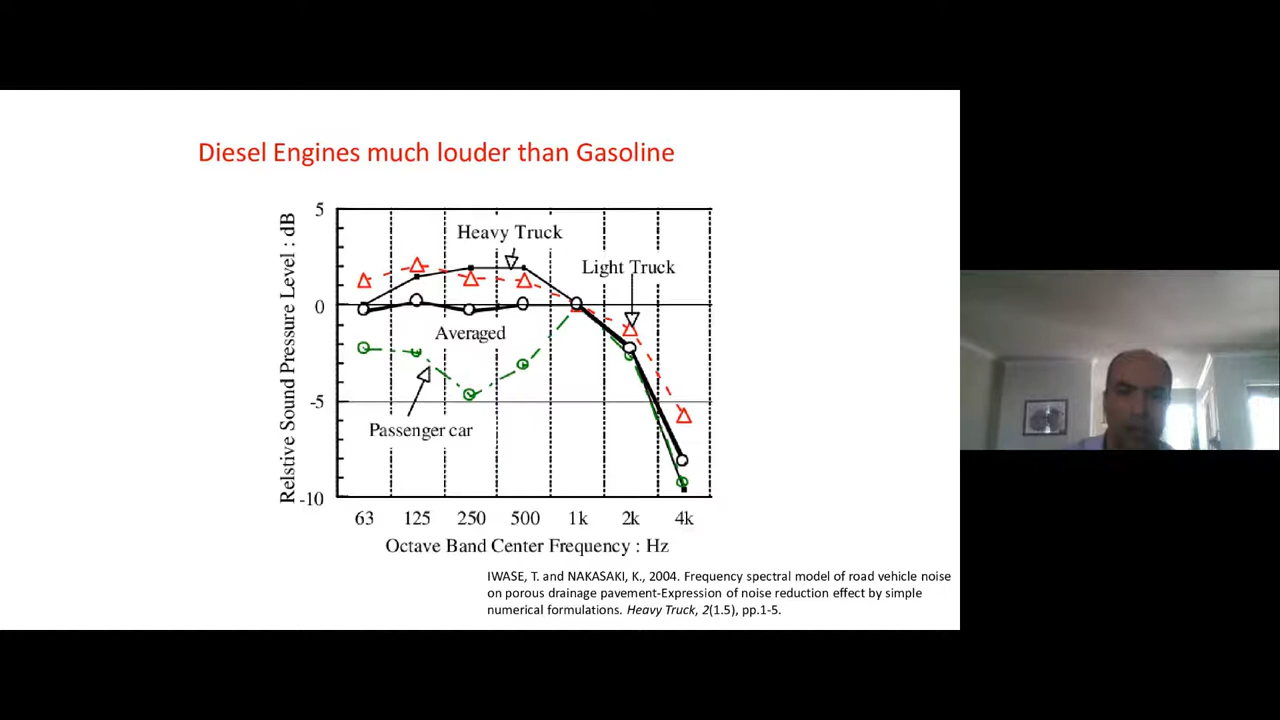 Diesel Engines much louder than Gasoline
Relstive Sound Pressure Level : dB
5
0
-5
-10
Heavy Truck
Light Truck
Averaged
Passenger car
63 125 250 500 1k 2k 4k
Octave Band Center Frequency : Hz
IWASE, T. and NAKASAKI, K., 2004. Frequency spectral model of road vehicle noise
on porous drainage pavement-Expression of noise reduction effect by simple
numerical formulations. Heavy Truck, 2(1.5), pp.1-5.